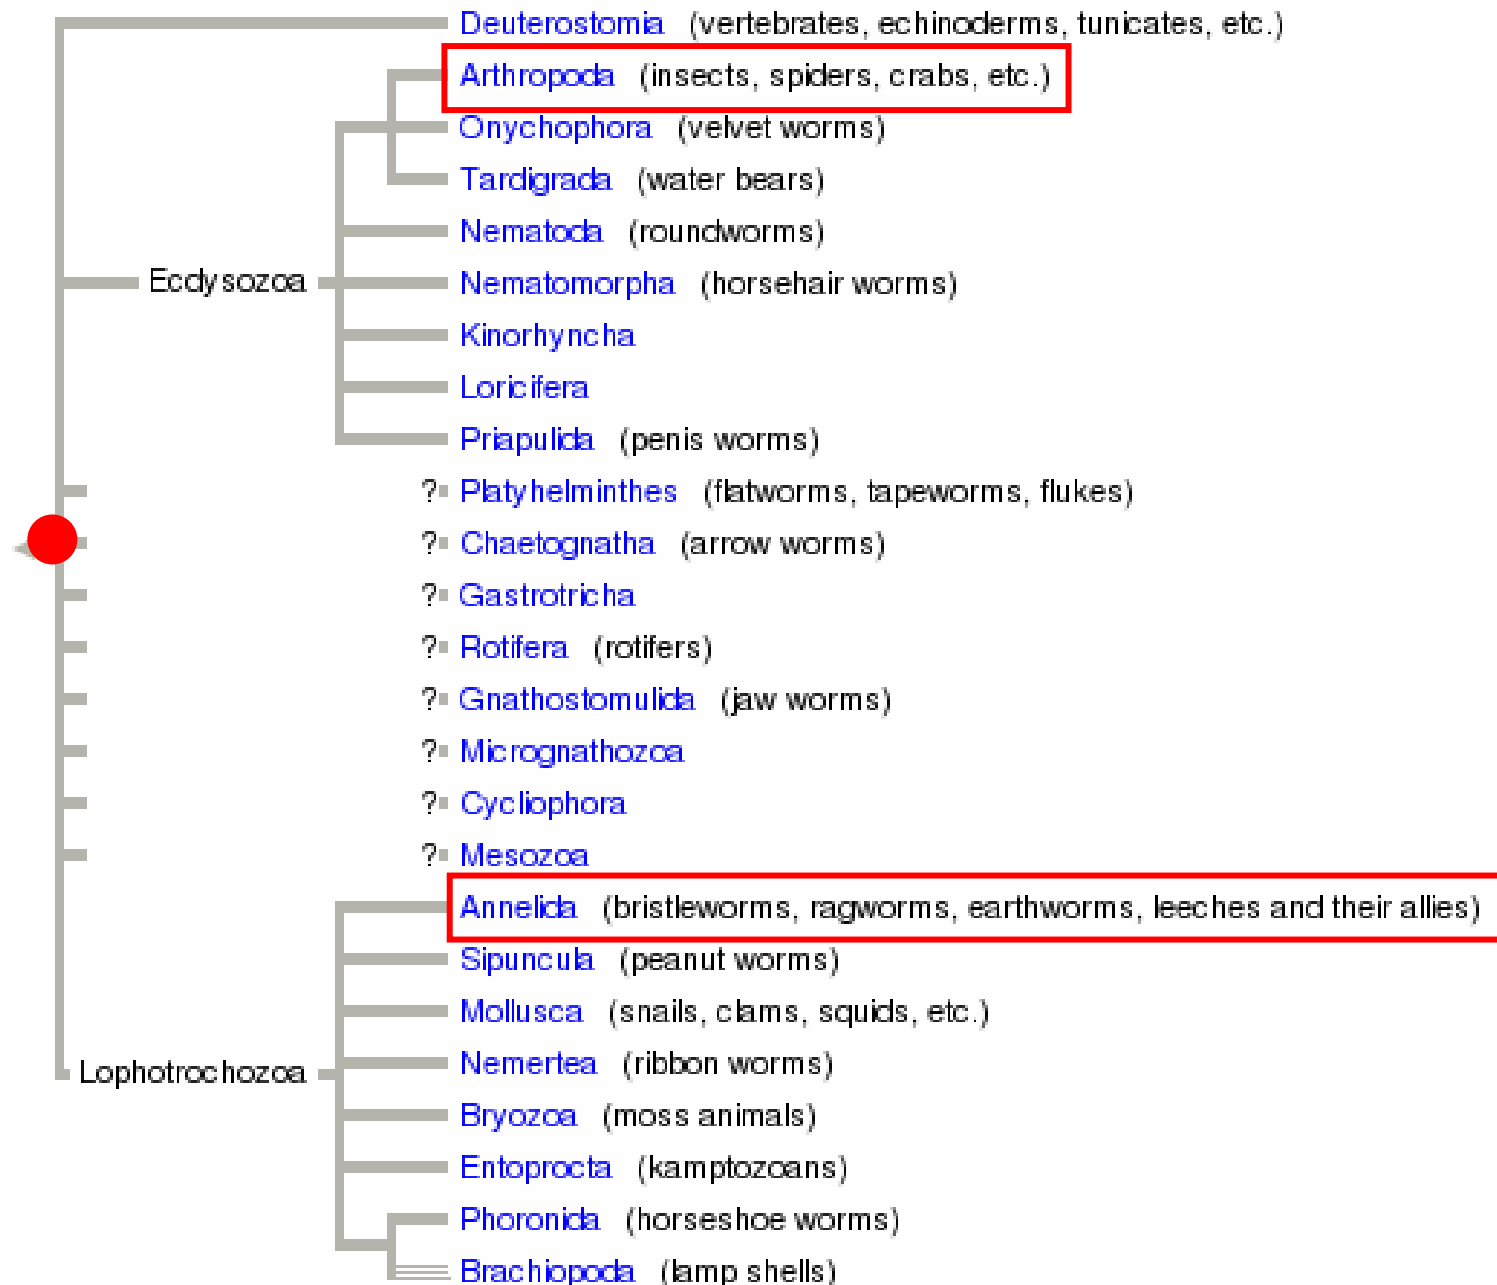 Deuterostomia (vertebrates, echinoderms, tunicates, etc.)
Arthropoda (insects, spiders, crabs, etc.)
Onychophora (velvet worms)
Tardigrada (water bears)
Nematoda (roundworms)
Ecdysozoa Nematomorpha (horsehair worms)
Kinorhyncha
Loricifera
Priapulida (penis worms)
? Platyhelminthes (flatworms, tapeworms, flukes)
? Chaetognatha (arrow worms)
? Gastrotricha
? Rotifera (rotifers)
? Gnathostomulida (jaw worms)
? Micrognathozoa
? Cycliophora
? Mesozoa
Annelida (bristleworms, ragworms, earthworms, leeches and their allies)
Sipuncula (peanut worms)
Mollusca (snails, clams, squids, etc.)
Lophotrochozoa Nemertea (ribbon worms)
Bryozoa (moss animals)
Entoprocta (kamptozoans)
Phoronida (horseshoe worms)
Brachiopoda (lamp shells)